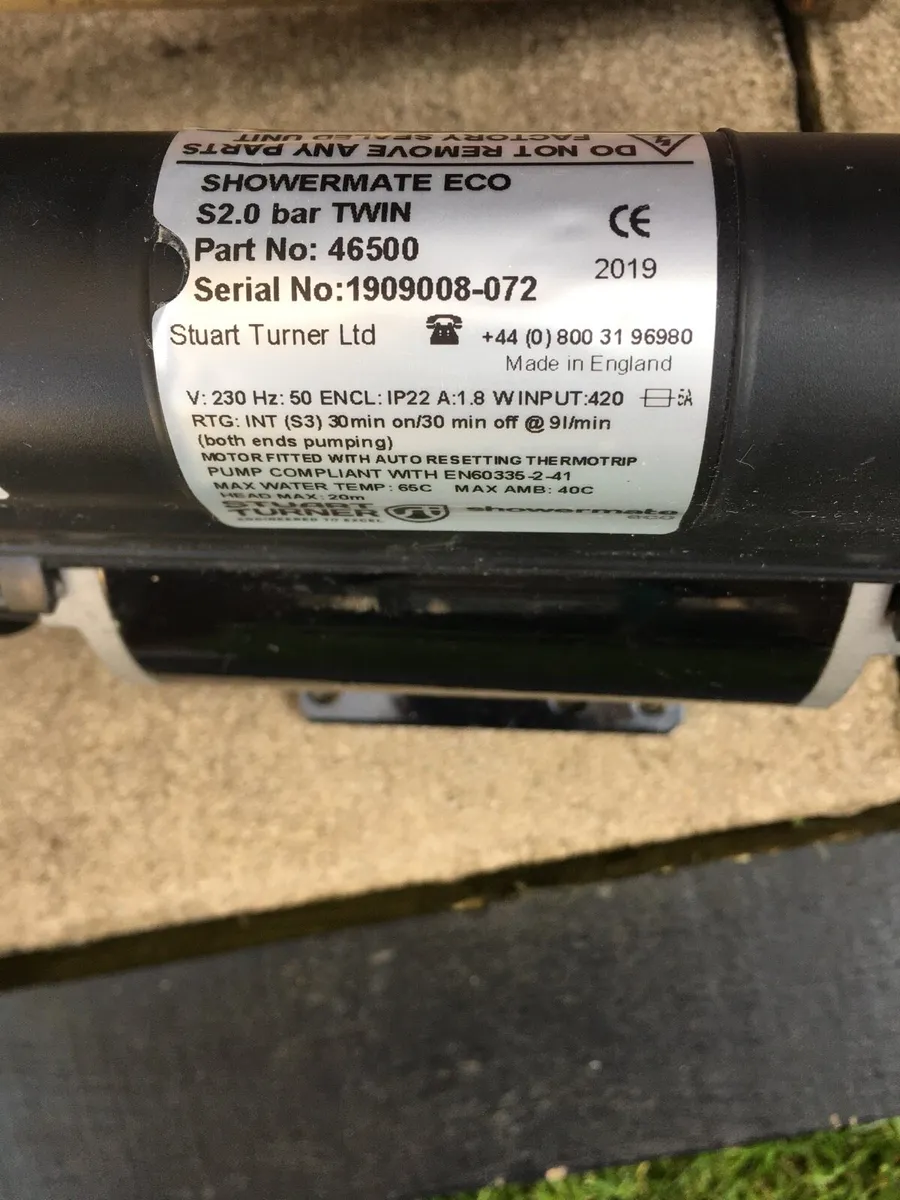 FACTORY SEALED UNIT
DO NOT REMOVE ANY PARTS
SHOWERMATE ECO
S2.0 bar TWIN
Part No: 46500
CE
2019
Serial No:1909008-072
Stuart Turner Ltd
+44 (0) 800 31 96980
Made in England
V: 230 Hz: 50 ENCL: IP22 A:1.8 W INPUT:420 5A
RTG: INT (S3) 30min on/30 min off @ 9l/min
(both ends pumping)
MOTOR FITTED WITH AUTO RESETTING THERMOTRIP
PUMP COMPLIANT WITH EN60335-2-41
MAX WATER TEMP: 65C MAX AMB: 40C
HEAD MAX: 20m
STUART
TURNER
ENGINEERED TO EXCEL
showermate
eco